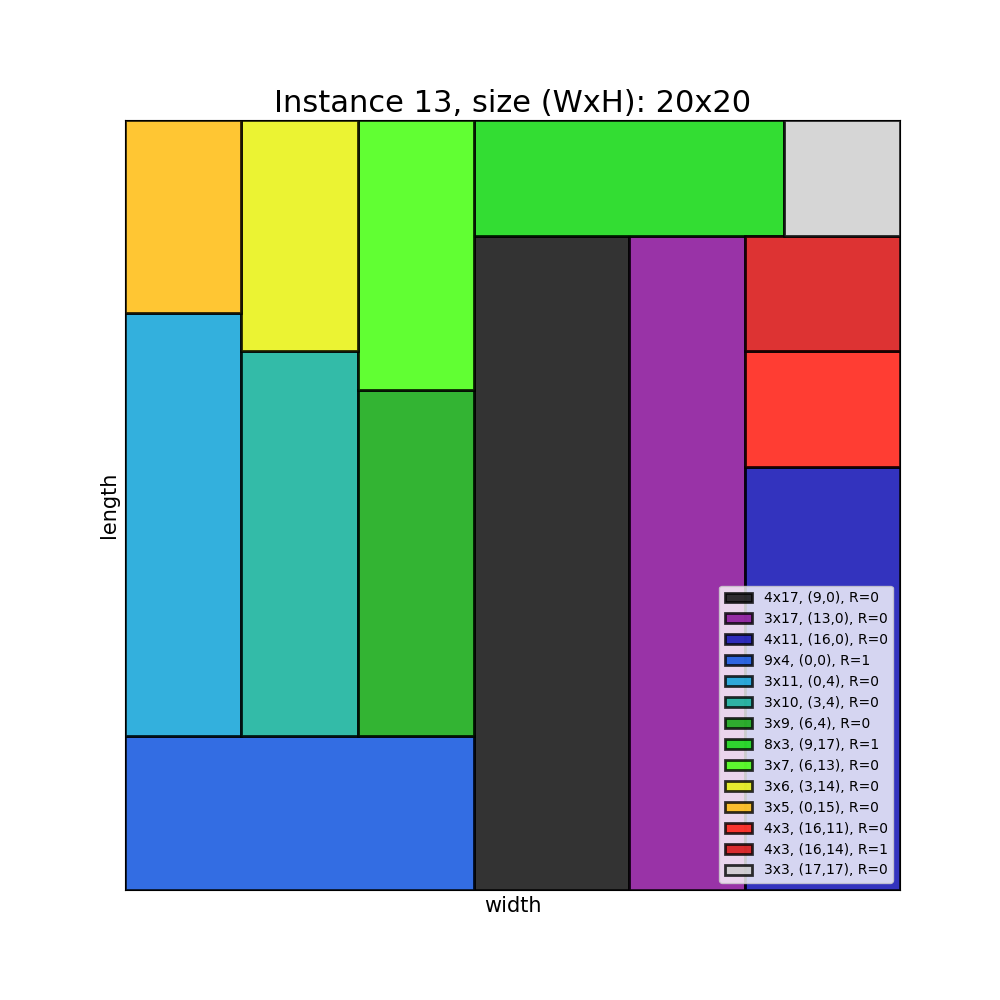 Instance 13, size (WxH): 20x20
length
4x17, (9,0), R=0
3x17, (13,0), R=0
4x11, (16,0), R=0
9x4, (0,0), R=1
3x11, (0,4), R=0
3x10, (3,4), R=0
3x9, (6,4), R=0
8x3, (9,17), R=1
3x7, (6,13), R=0
3x6, (3,14), R=0
3x5, (0,15), R=0
4x3, (16,11), R=0
4x3, (16,14), R=1
3x3, (17,17), R=0
width